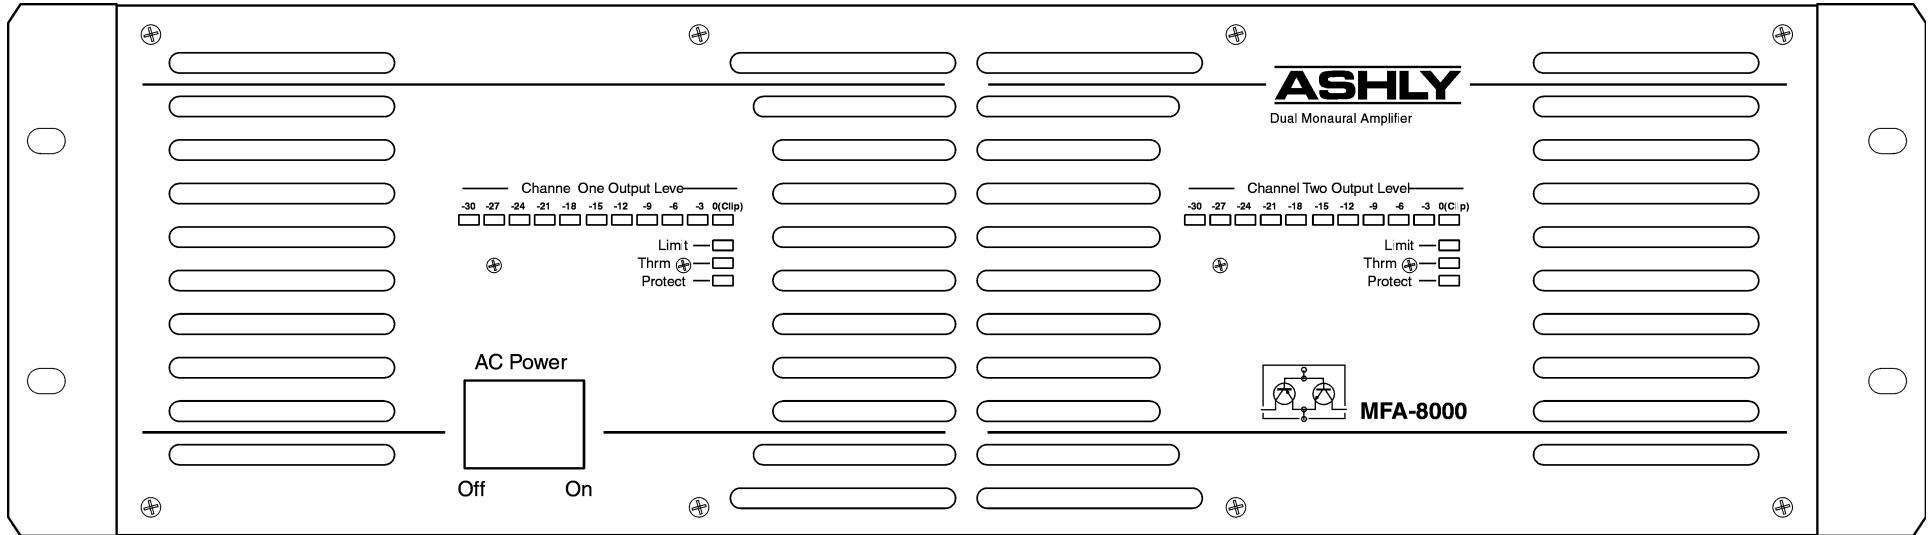 ASHLY
Dual Monaural Amplifier
Channe One Output Leve
-30 -27 -24 -21 -18 -15 -12 -9 -6 -3 0(Clip)
Limit
Thrm
Protect
Channel Two Output Level
-30 -27 -24 -21 -18 -15 -12 -9 -6 -3 0(Clip)
Limit
Thrm
Protect
AC Power
Off On
MFA-8000